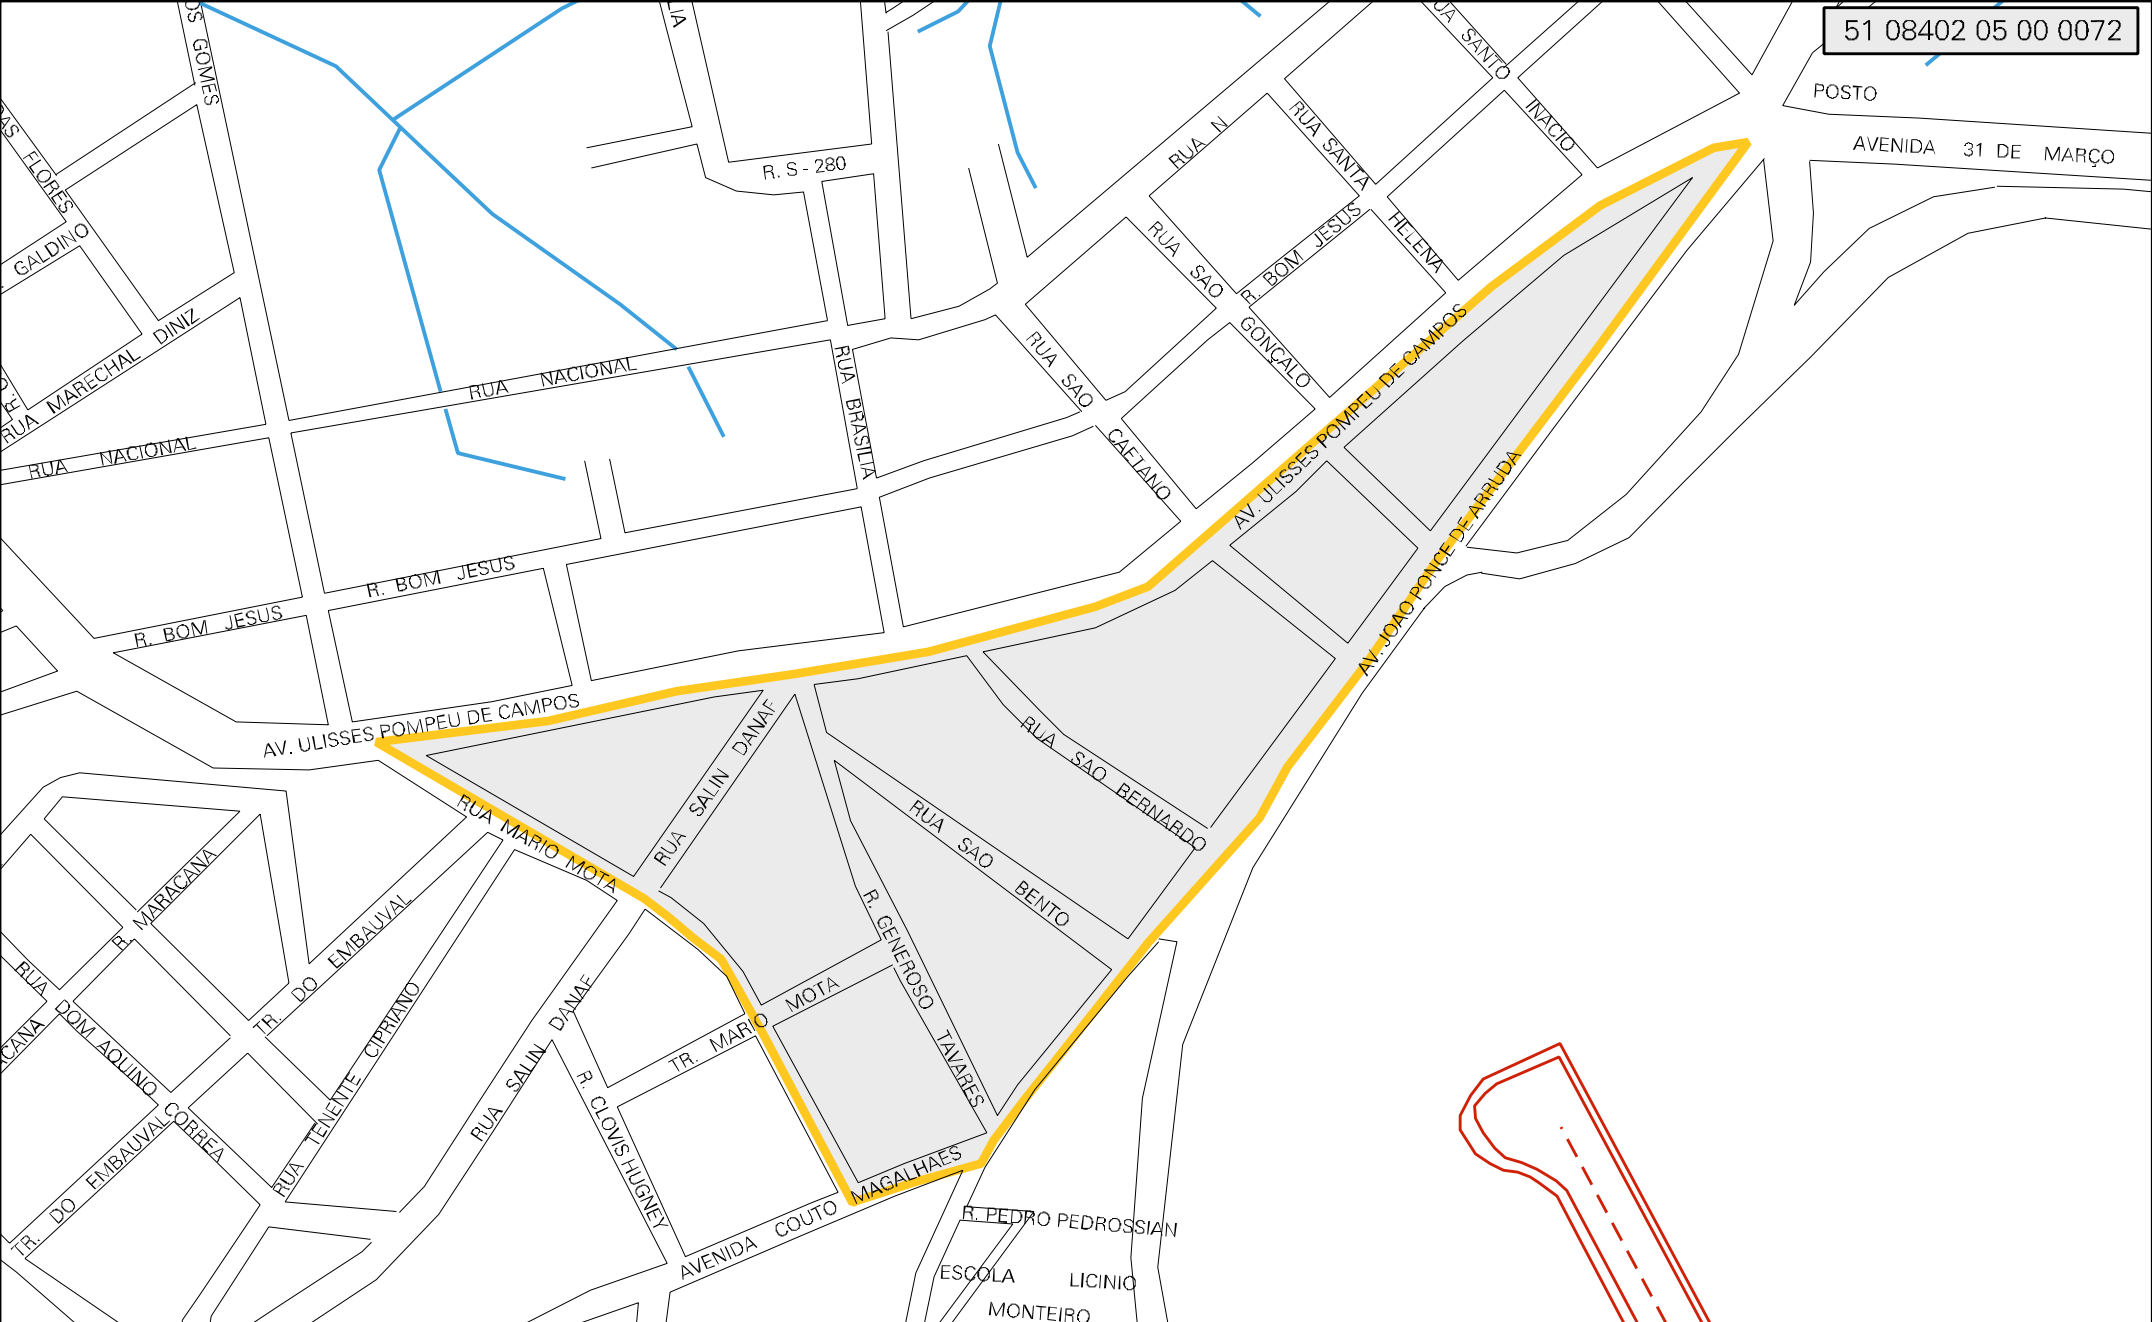 51 08402 05 00 0072
GOMES
RUA SANTO
INACIO
POSTO
AVENIDA 31 DE MARÇO
RUA N
RUA SANTA
HELENA
R. S - 280
FLORES
GALDINO
RUA MARECHAL DINIZ
RUA NACIONAL
RUA NACIONAL
RUA BRASILIA
RUA SAO
GONÇALO
R. BOM JESUS
RUA SAO
CAETANO
AV. ULISSES POMPEU DE CAMPOS
AV. JOAO PONCE DE ARRUDA
R. BOM JESUS
R. BOM JESUS
AV. ULISSES POMPEU DE CAMPOS
RUA SALIN DANAF
RUA SAO BERNARDO
RUA SAO BENTO
RUA MARIO MOTA
R. GENEROSO TAVARES
R. MARACANA
TR. DO EMBAUVAL
RUA DOM AQUINO CORREA
RUA TENENTE CIPRIANO
RUA SALIN DANAF
TR. MARIO MOTA
R. CLOVIS HUGNEY
TR. DO EMBAUVAL
AVENIDA COUTO MAGALHAES
R. PEDRO PEDROSSIAN
ESCOLA LICINIO
MONTEIRO